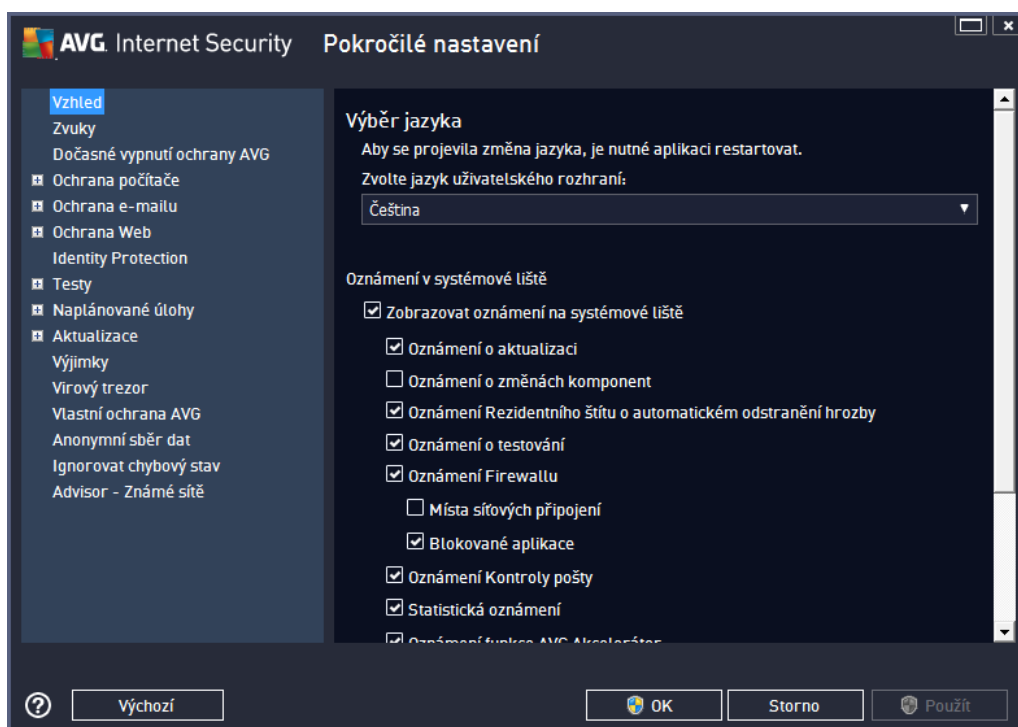 AVG. Internet Security
Pokročilé nastavení
Vzhled
Zvuky
Dočasné vypnutí ochrany AVG
Ochrana počítače
Ochrana e-mailu
Ochrana Web
Identity Protection
Testy
Naplánované úlohy
Aktualizace
Výjimky
Virový trezor
Vlastní ochrana AVG
Anonymní sběr dat
Ignorovat chybový stav
Advisor - Známé sítě
Výběr jazyka
Aby se projevila změna jazyka, je nutné aplikaci restartovat.
Zvolte jazyk uživatelského rozhraní:
Čeština
Oznámení v systémové liště
Zobrazovat oznámení na systémové liště
Oznámení o aktualizaci
Oznámení o změnách komponent
Oznámení Rezidentního štítu o automatickém odstranění hrozby
Oznámení o testování
Oznámení Firewallu
Místa síťových připojení
Blokované aplikace
Oznámení Kontroly pošty
Statistická oznámení
Oznámení funkce AVG Akcelerátor
Výchozí
OK
Storno
Použít